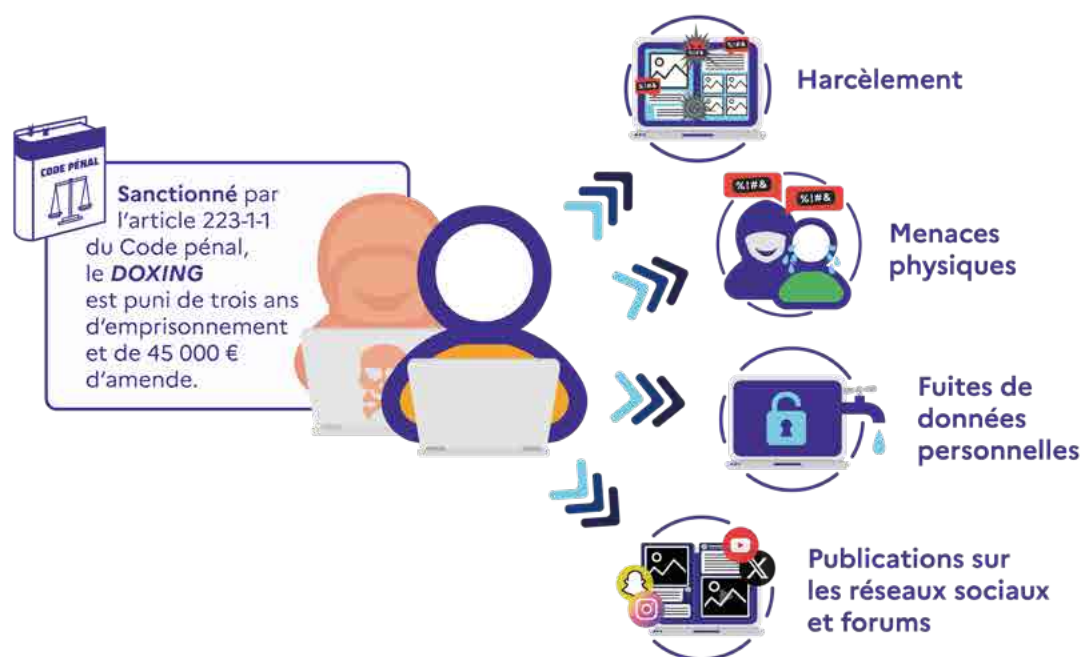 CODE PÉNAL
Sanctionné par
l'article 223-1-1
du Code pénal,
le DOXING
est puni de trois ans
d'emprisonnement
et de 45 000 €
d'amende.
%!#&
Harcèlement
%!#&
%!#&
Menaces
physiques
Fuites de
données
personnelles
Publications sur
les réseaux sociaux
et forums